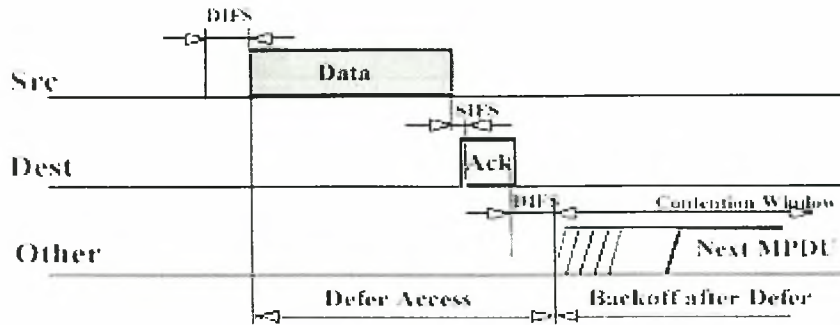 DIFS
Data
Src
SIFS
Dest
Ack
DIFS
Contention Window
Other
Next MPDU
Defer Access
Backoff after Defer